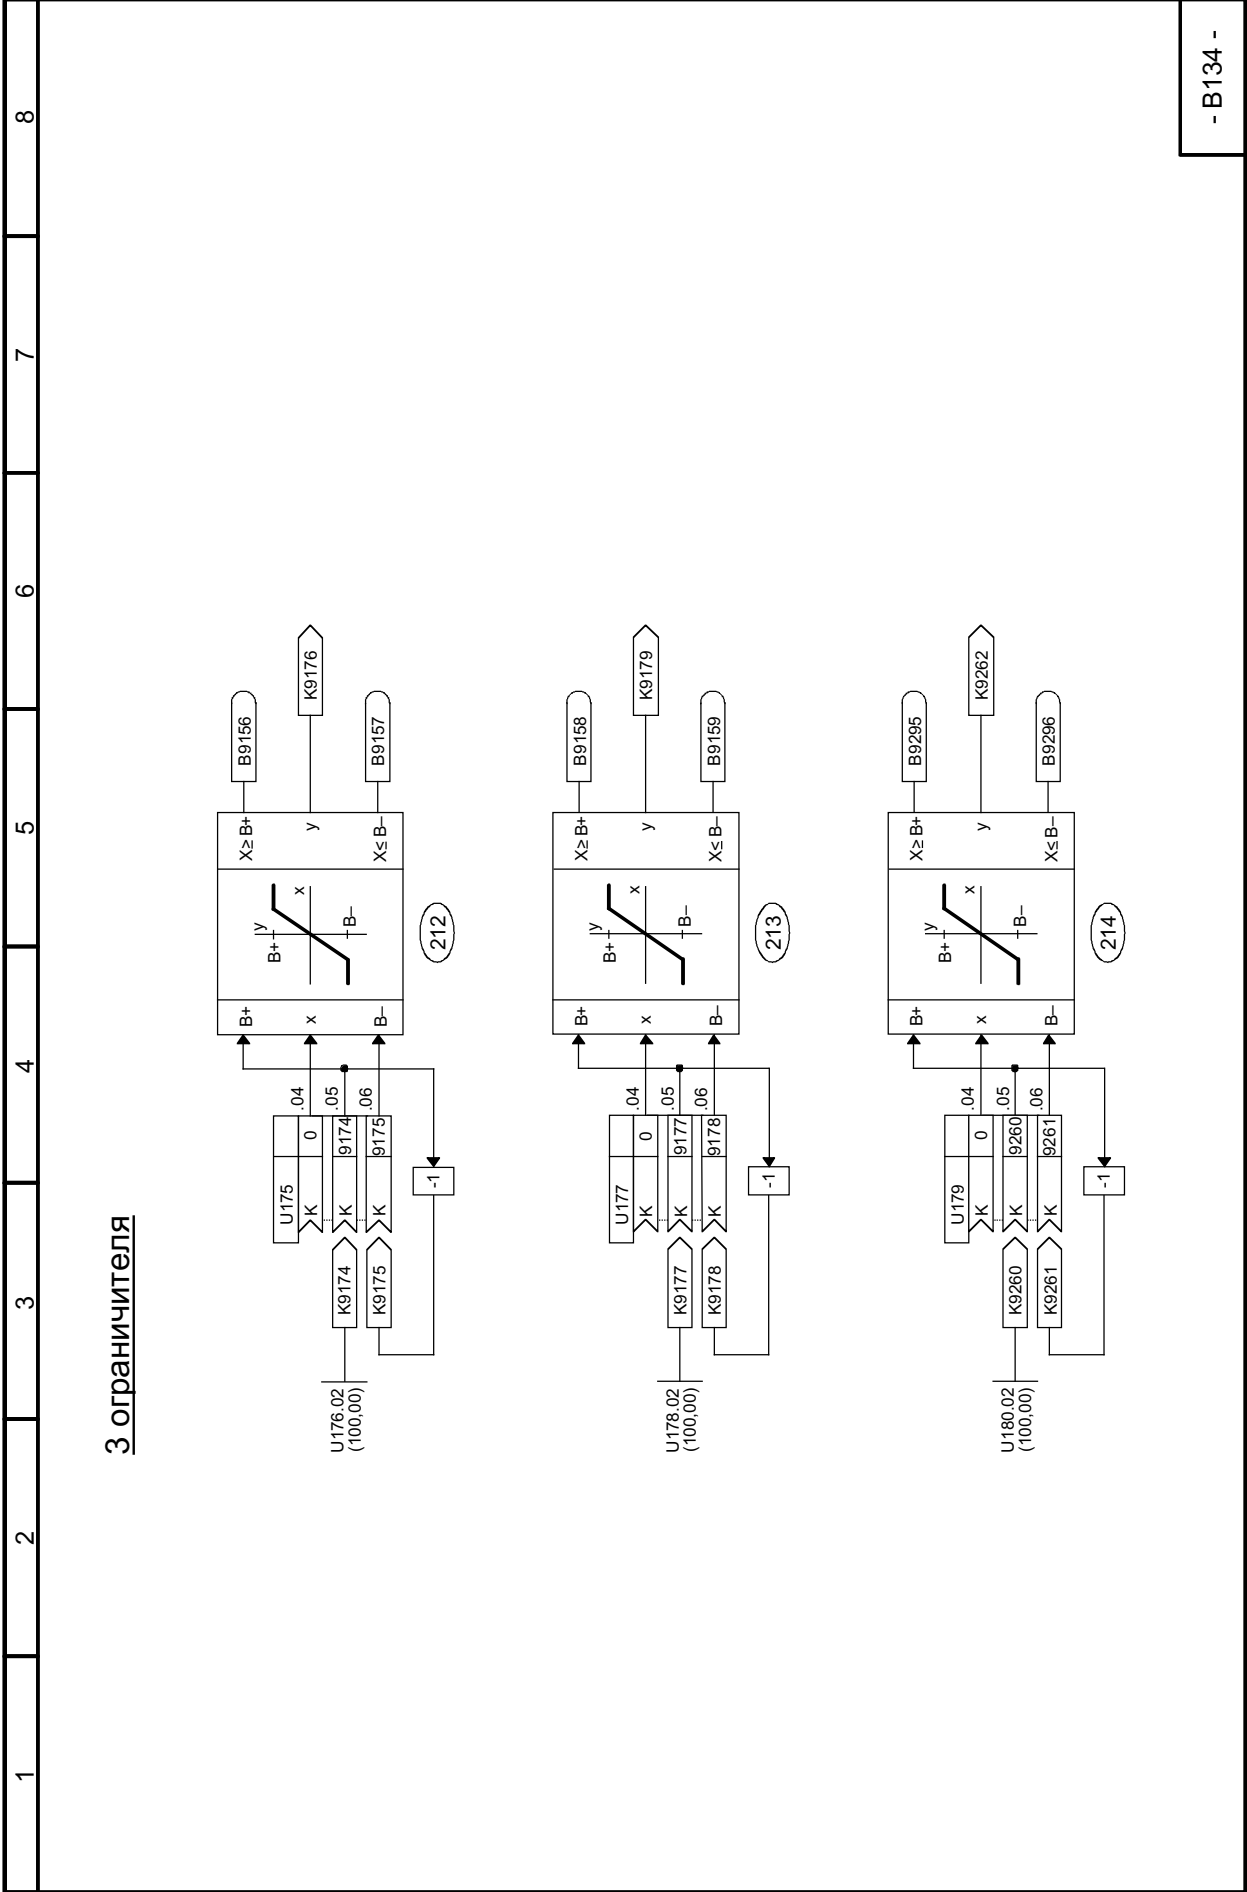 1
2
3
4
5
6
7
8
3 ограничителя
U175
K 0 .04
K9174 K 9174 .05
K9175 K 9175 .06
U176.02
(100,00)
-1
B+
x
B–
y
B+
x
B–
X≥ B+
y
X≤ B–
B9156
K9176
B9157
212
U177
K 0 .04
K9177 K 9177 .05
K9178 K 9178 .06
U178.02
(100,00)
-1
B+
x
B–
y
B+
x
B–
X≥ B+
y
X≤ B–
B9158
K9179
B9159
213
U179
K 0 .04
K9260 K 9260 .05
K9261 K 9261 .06
U180.02
(100,00)
-1
B+
x
B–
y
B+
x
B–
X≥ B+
y
X≤ B–
B9295
K9262
B9296
214
- B134 -